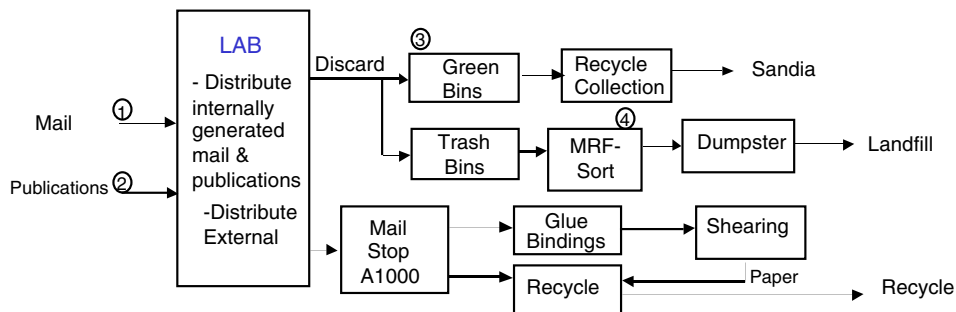 LAB
- Distribute
internally
generated
mail &
publications
-Distribute
External
Mail
1
Publications
2
Discard
3
Green
Bins
Recycle
Collection
Sandia
Trash
Bins
4
MRF-
Sort
Dumpster
Landfill
Mail
Stop
A1000
Glue
Bindings
Shearing
Recycle
Paper
Recycle